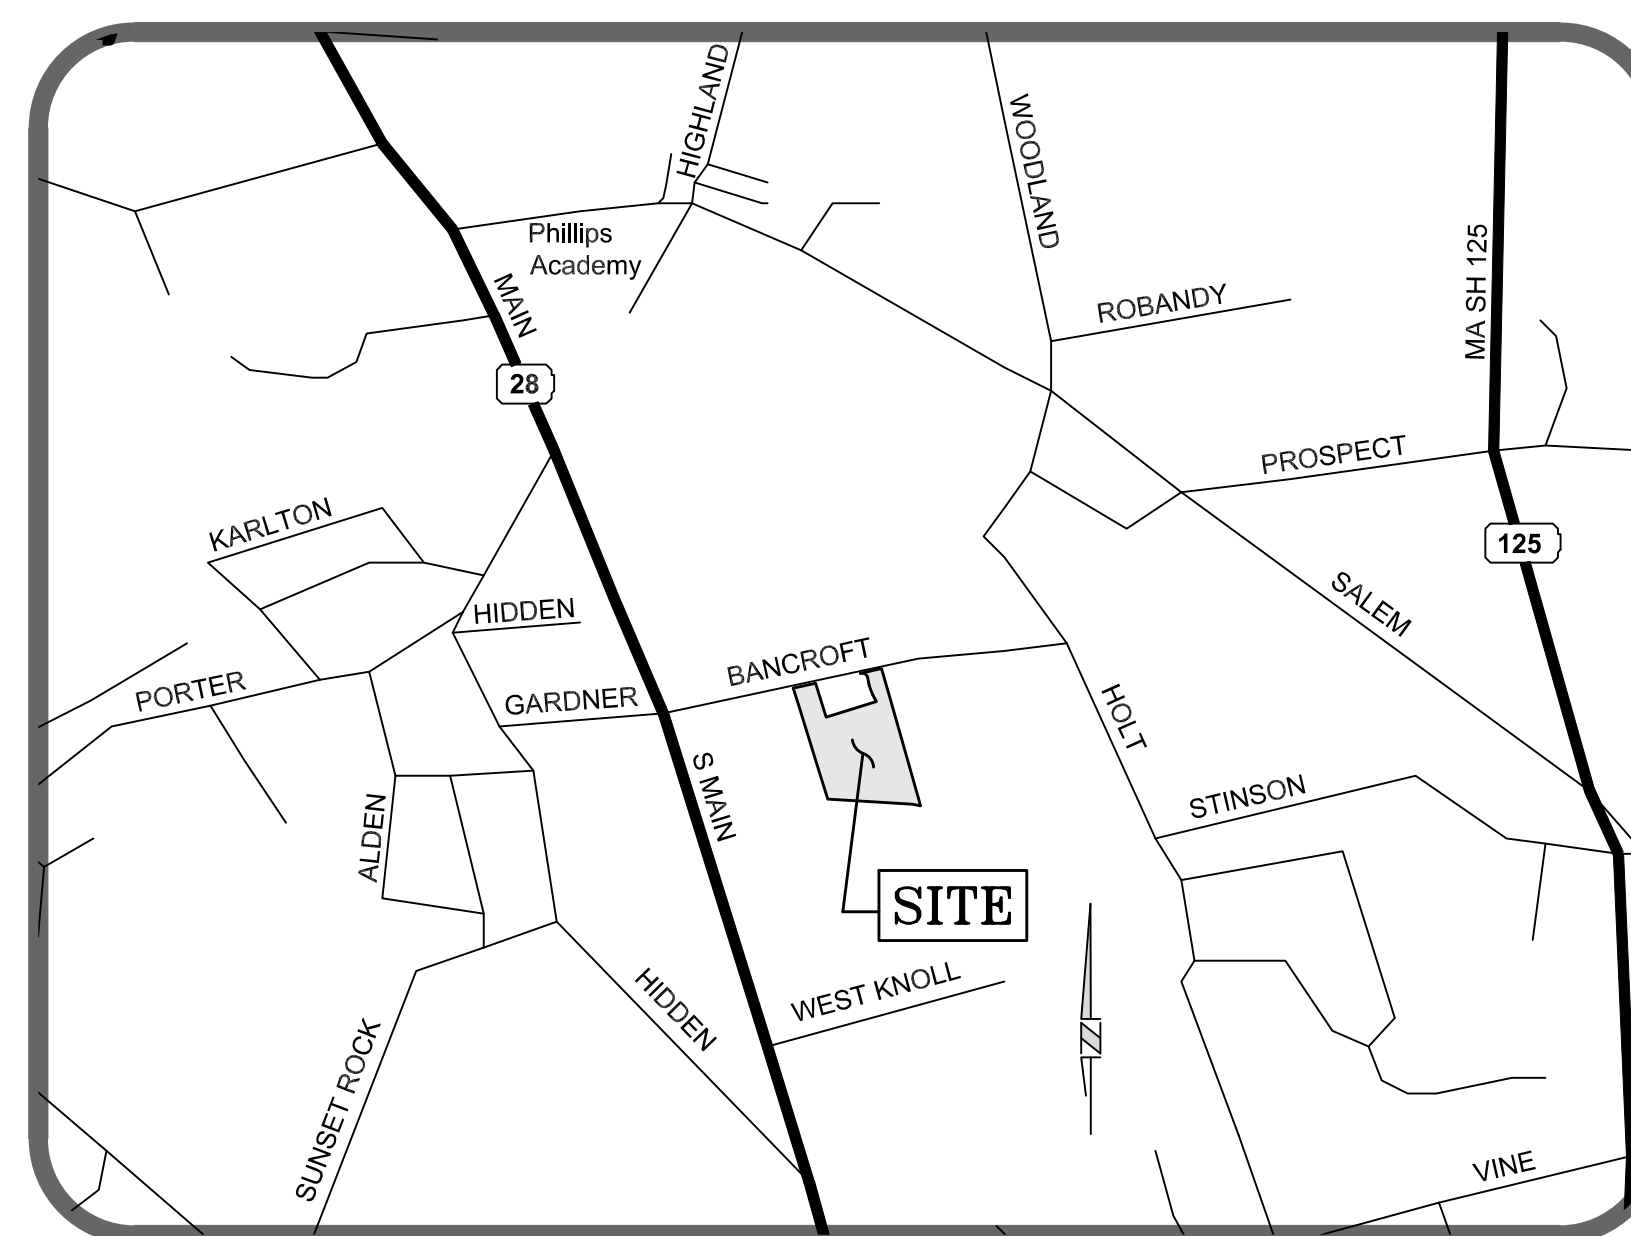 HIGHLAND
WOODLAND
Phillips
Academy
MA SH 125
MAIN
ROBANDY
28
PROSPECT
KARLTON
125
HIDDEN
SALEM
BANCROFT
PORTER
GARDNER
HOLT
S MAIN
STINSON
ALDEN
SITE
WEST KNOLL
HIDDEN
N
SUNSET ROCK
VINE